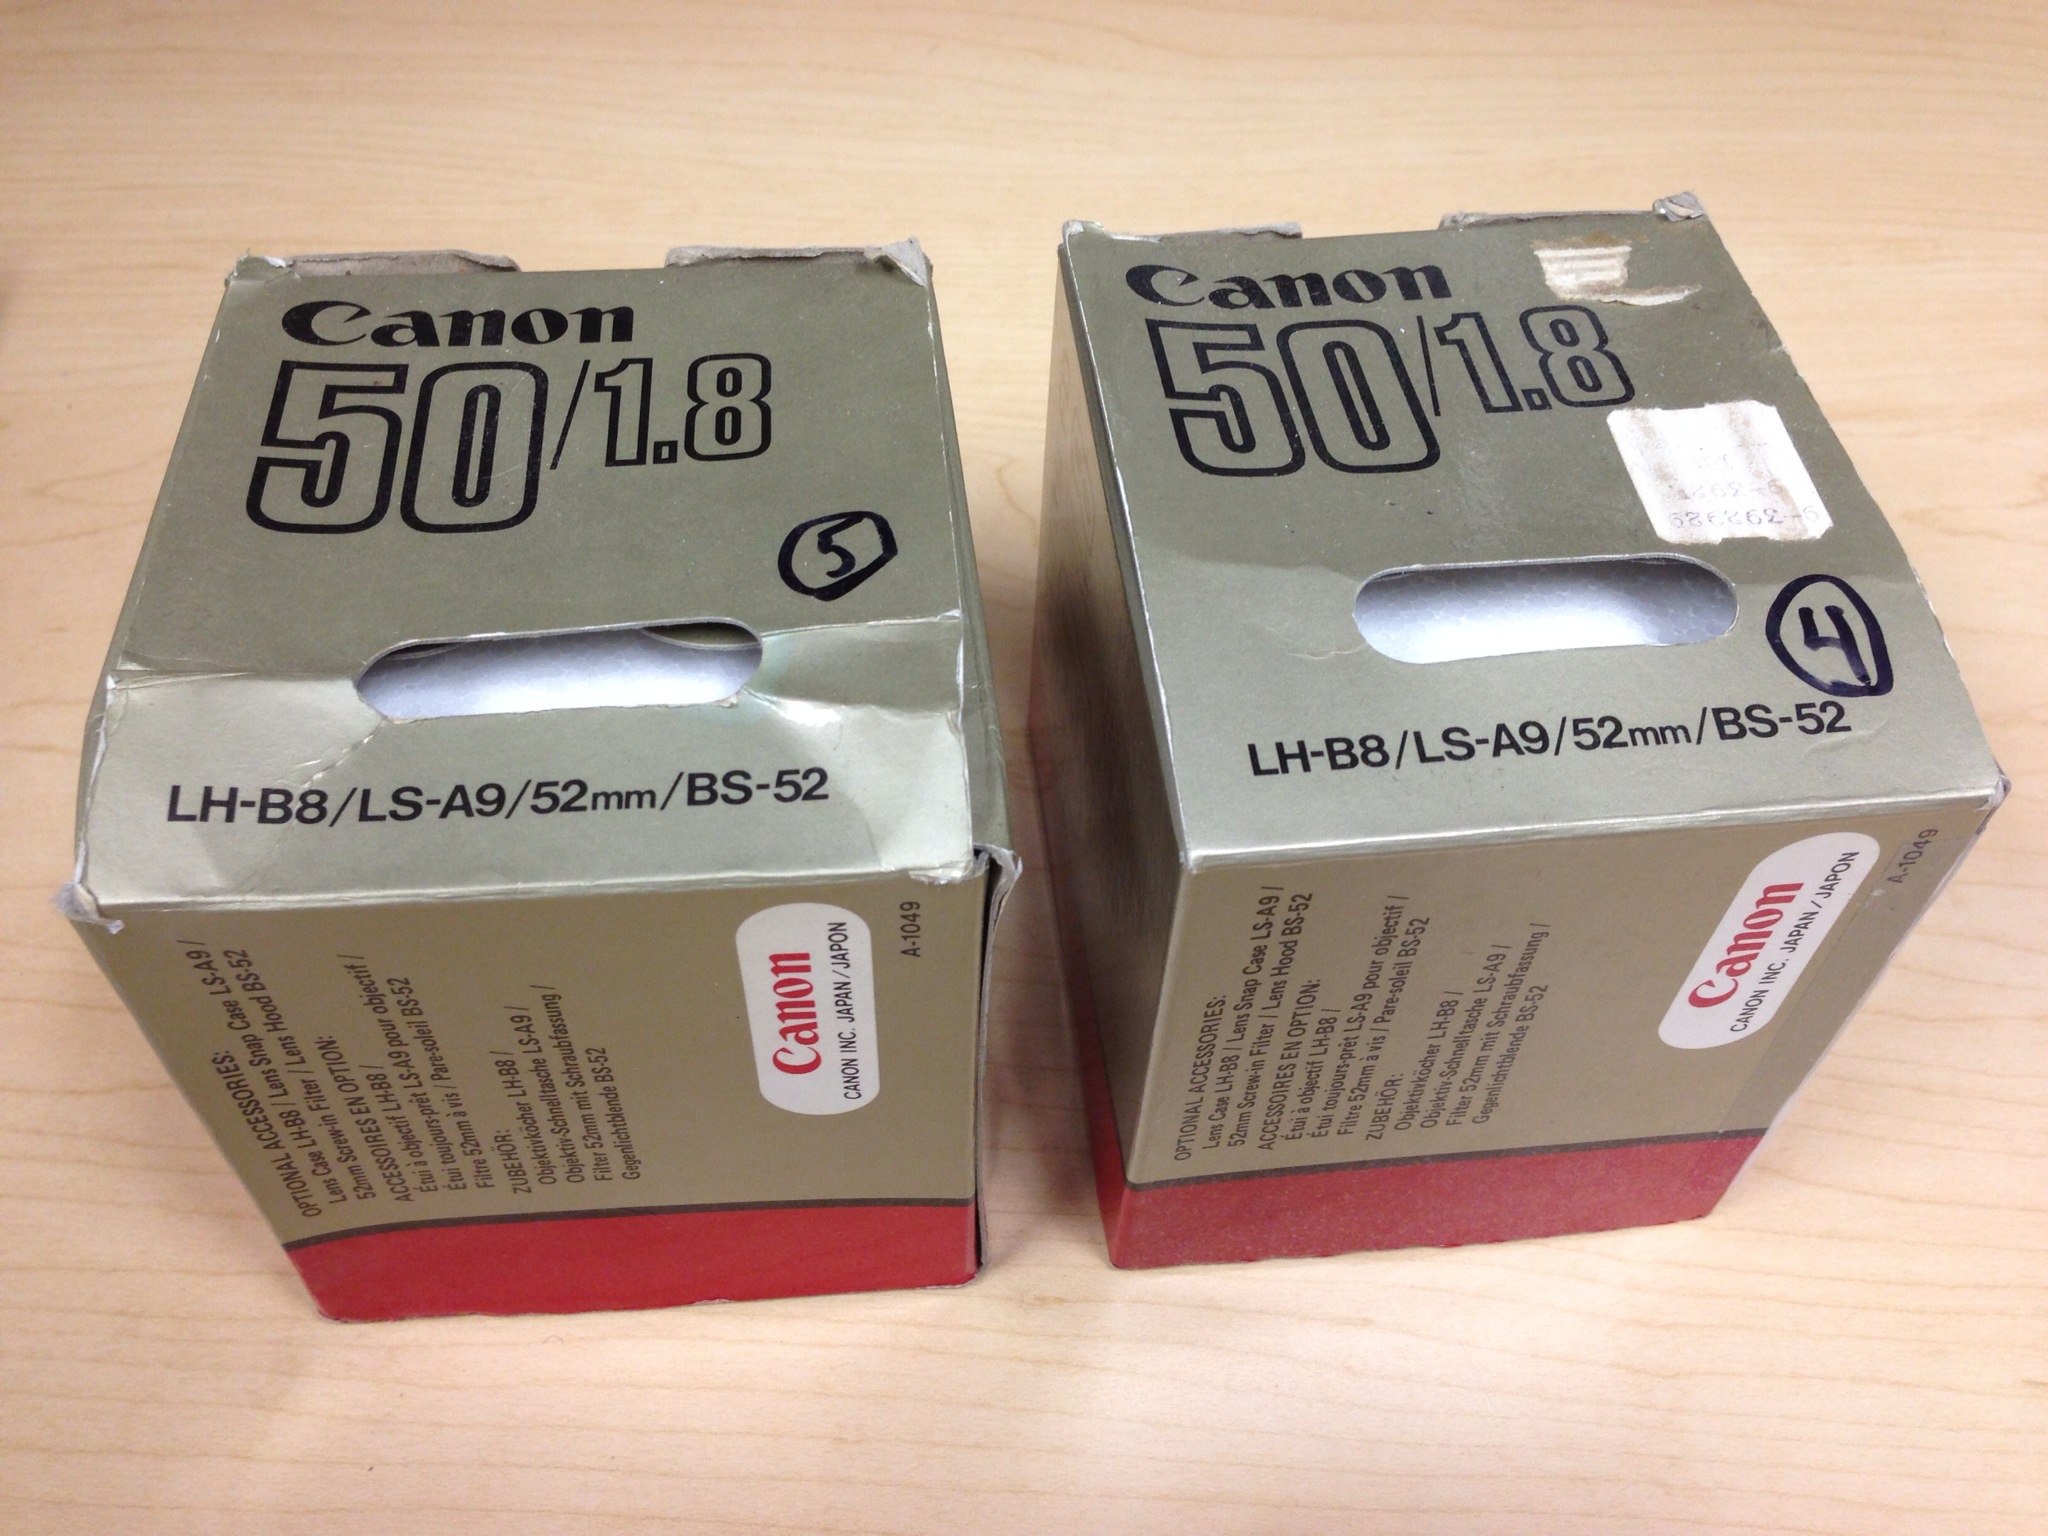 Canon
50/1.8
5
LH-B8/LS-A9/52mm/BS-52
OPTIONAL ACCESSORIES:
Lens Case LH-B8 / Lens Snap Case LS-A9 /
52mm Screw-in Filter / Lens Hood BS-52
ACCESSOIRES EN OPTION:
Étui à objectif LH-B8 /
Étui toujours-prêt LS-A9 pour objectif /
Filtre 52mm à vis / Pare-soleil BS-52
ZUBEHÖR:
Objektivköcher LH-B8 /
Objektiv-Schnelltasche LS-A9 /
Filter 52mm mit Schraubfassung /
Gegenlichtblende BS-52
Canon
CANON INC. JAPAN/JAPON
A-1049
Canon
50/1.8
9-392929
4
LH-B8/LS-A9/52mm/BS-52
OPTIONAL ACCESSORIES:
Lens Case LH-B8 / Lens Snap Case LS-A9 /
52mm Screw-in Filter / Lens Hood BS-52
ACCESSOIRES EN OPTION:
Étui à objectif LH-B8 /
Étui toujours-prêt LS-A9 pour objectif /
Filtre 52mm à vis / Pare-soleil BS-52
ZUBEHÖR:
Objektivköcher LH-B8 /
Objektiv-Schnelltasche LS-A9 /
Filter 52mm mit Schraubfassung /
Gegenlichtblende BS-52
Canon
CANON INC. JAPAN/JAPON
A-1049